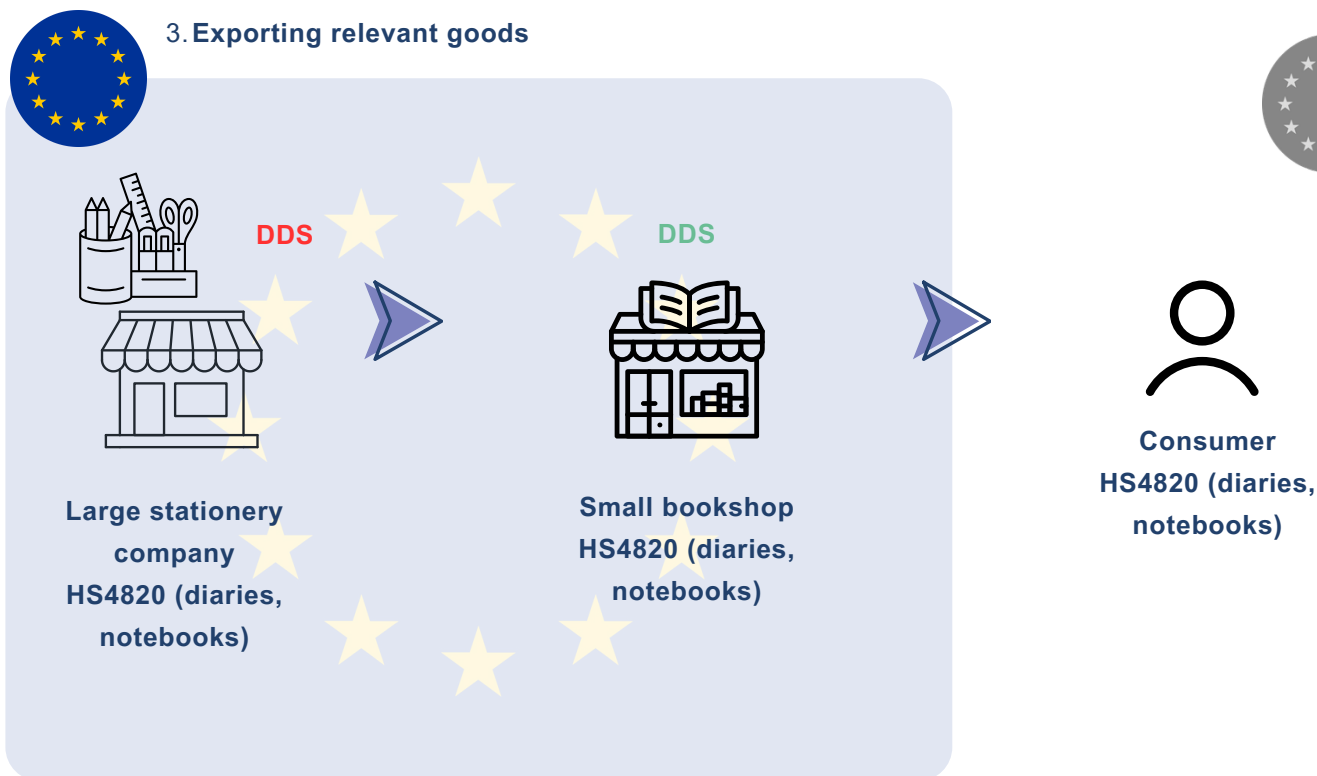 3. Exporting relevant goods
DDS
DDS
Large stationery
company
HS4820 (diaries,
notebooks)
Small bookshop
HS4820 (diaries,
notebooks)
Consumer
HS4820 (diaries,
notebooks)